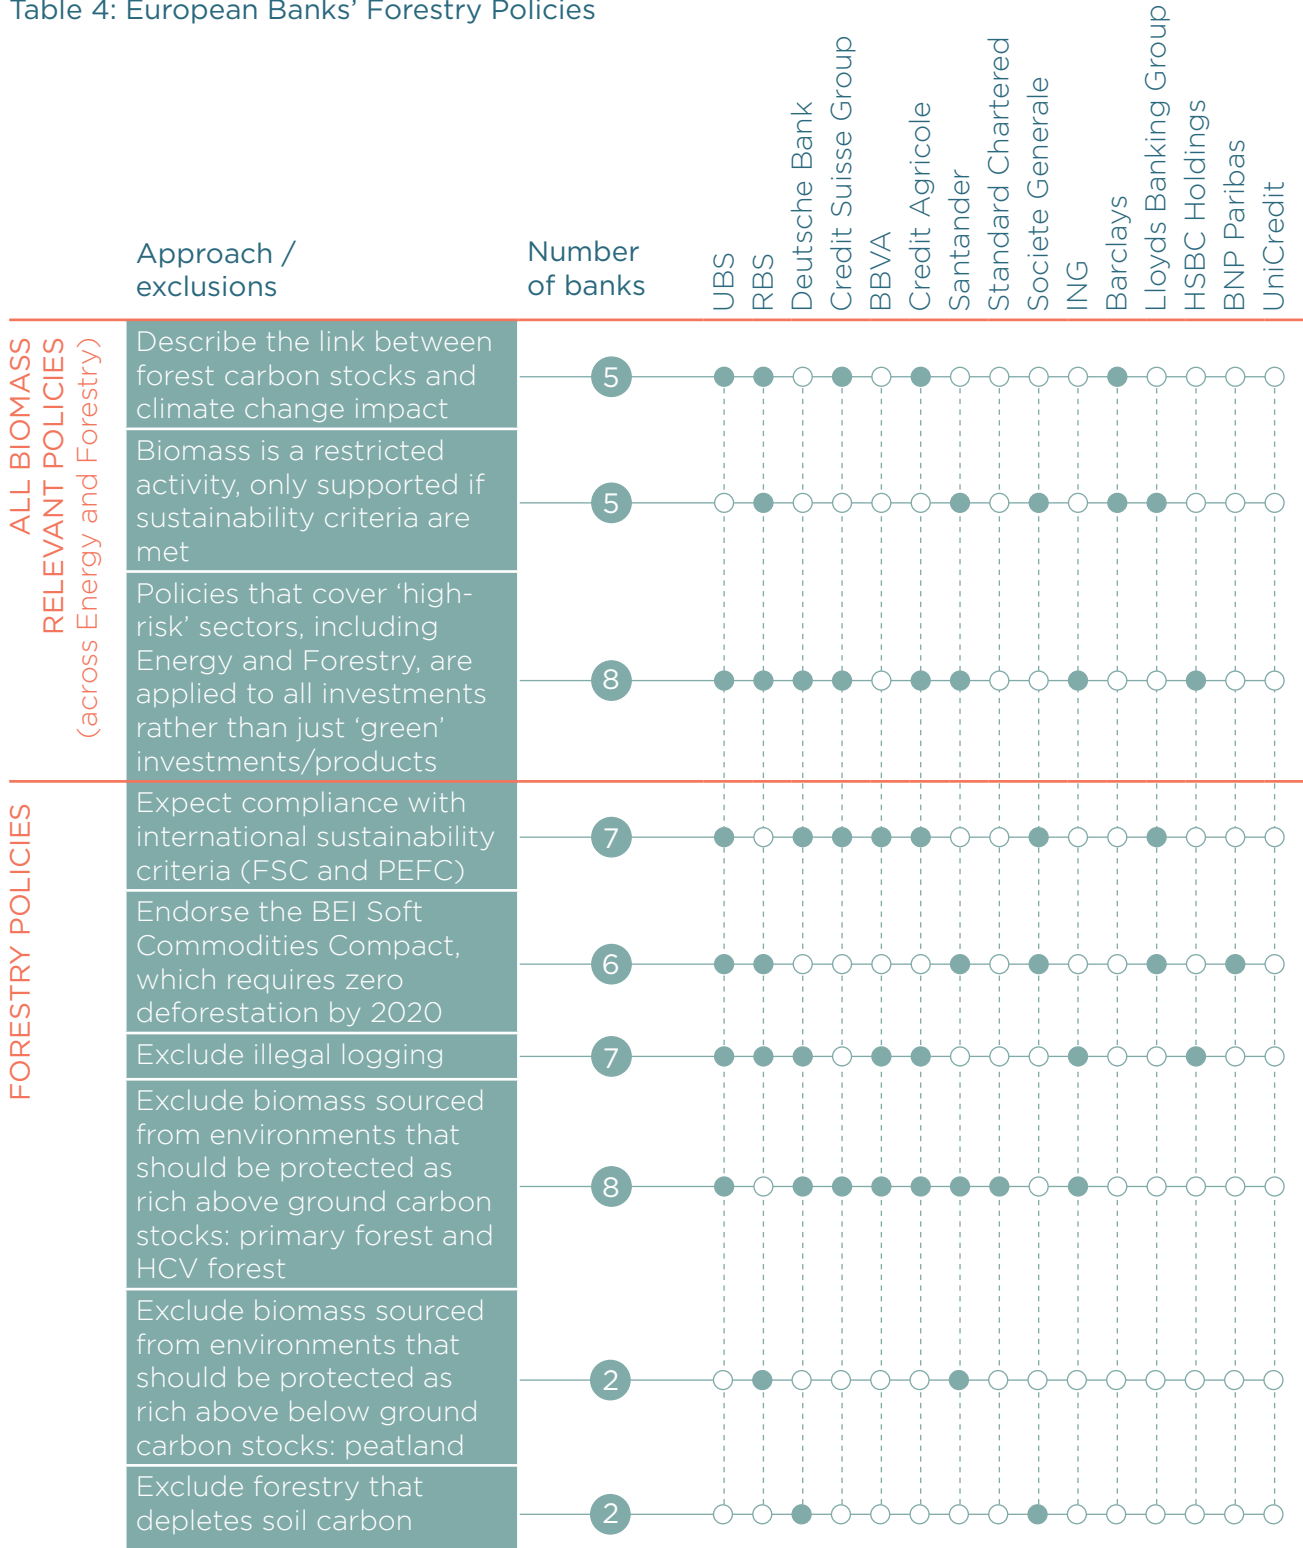 Table 4: European Banks' Forestry Policies
Approach /
exclusions
Number
of banks
UBS
RBS
Deutsche Bank
Credit Suisse Group
BBVA
Credit Agricole
Santander
Standard Chartered
Societe Generale
ING
Barclays
Lloyds Banking Group
HSBC Holdings
BNP Paribas
UniCredit
ALL BIOMASS
RELEVANT POLICIES
(across Energy and Forestry)
Describe the link between
forest carbon stocks and
climate change impact
5
Biomass is a restricted
activity, only supported if
sustainability criteria are
met
5
Policies that cover ‘high-
risk’ sectors, including
Energy and Forestry, are
applied to all investments
rather than just ‘green’
investments/products
8
FORESTRY POLICIES
Expect compliance with
international sustainability
criteria (FSC and PEFC)
7
Endorse the BEI Soft
Commodities Compact,
which requires zero
deforestation by 2020
6
Exclude illegal logging
7
Exclude biomass sourced
from environments that
should be protected as
rich above ground carbon
stocks: primary forest and
HCV forest
8
Exclude biomass sourced
from environments that
should be protected as
rich above below ground
carbon stocks: peatland
2
Exclude forestry that
depletes soil carbon
2